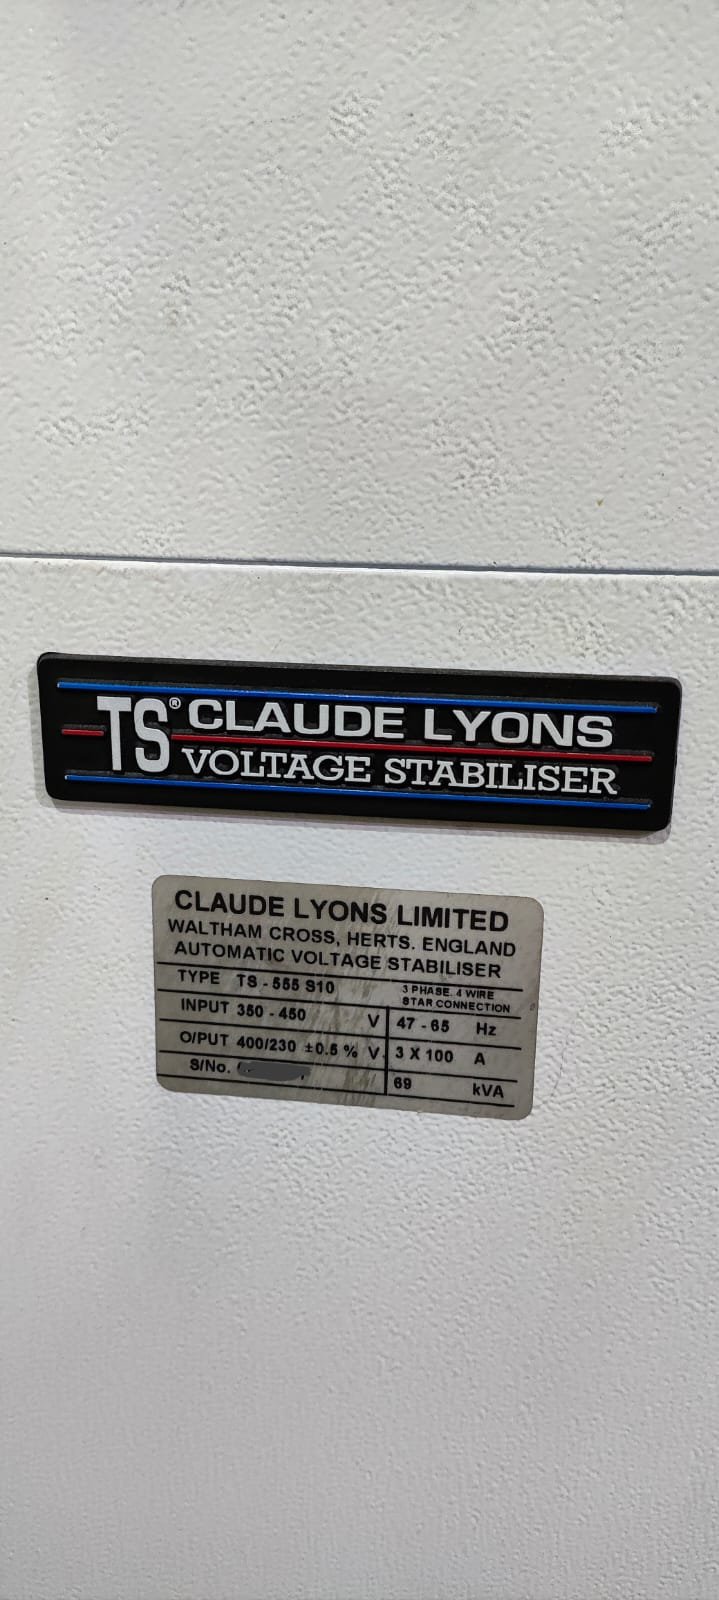 TS® CLAUDE LYONS
VOLTAGE STABILISER
CLAUDE LYONS LIMITED
WALTHAM CROSS, HERTS. ENGLAND
AUTOMATIC VOLTAGE STABILISER
TYPE TS - 555 S10 3 PHASE. 4 WIRE
STAR CONNECTION
INPUT 350 - 450 V 47 - 65 Hz
O/PUT 400/230 ±0.5 % V. 3 X 100 A
S/No. 69 kVA